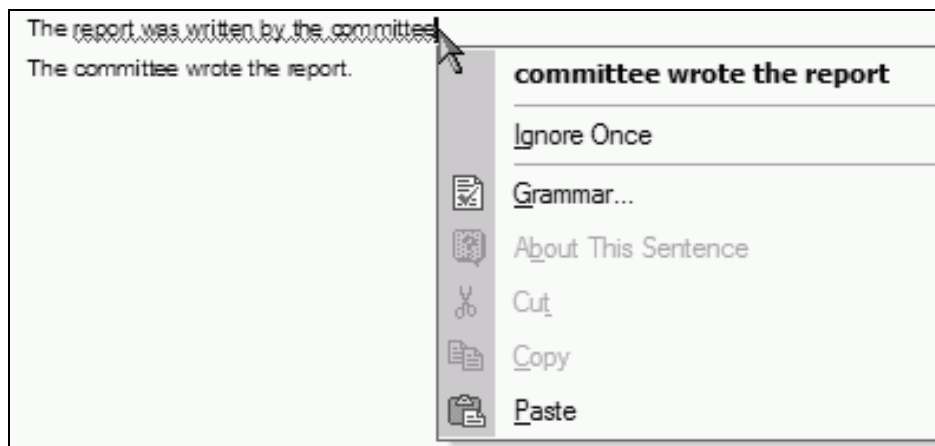 The report was written by the committee
The committee wrote the report.
committee wrote the report
Ignore Once
Grammar...
About This Sentence
Cut
Copy
Paste